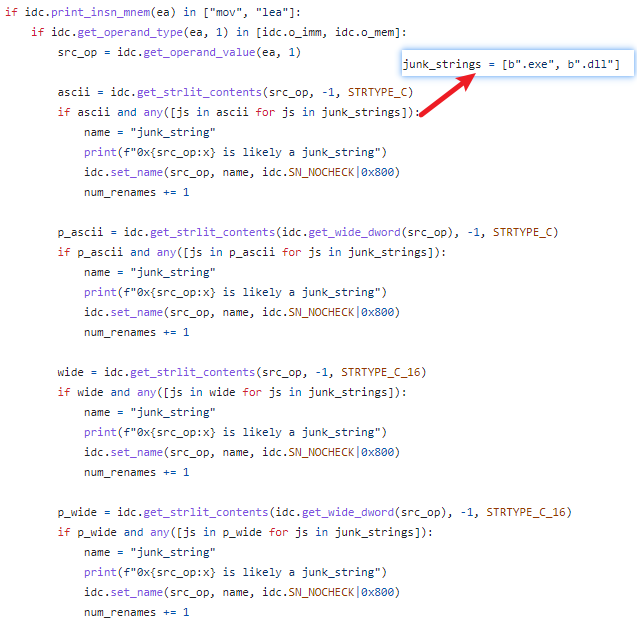 if idc.print_insn_mnem(ea) in ["mov", "lea"]:
    if idc.get_operand_type(ea, 1) in [idc.o_imm, idc.o_mem]:
        src_op = idc.get_operand_value(ea, 1)
junk_strings = [b".exe", b".dll"]
        ascii = idc.get_strlit_contents(src_op, -1, STRTYPE_C)
        if ascii and any([js in ascii for js in junk_strings]):
            name = "junk_string"
            print(f"0x{src_op:x} is likely a junk_string")
            idc.set_name(src_op, name, idc.SN_NOCHECK|0x800)
            num_renames += 1
        p_ascii = idc.get_strlit_contents(idc.get_wide_dword(src_op), -1, STRTYPE_C)
        if p_ascii and any([js in p_ascii for js in junk_strings]):
            name = "junk_string"
            print(f"0x{src_op:x} is likely a junk_string")
            idc.set_name(src_op, name, idc.SN_NOCHECK|0x800)
            num_renames += 1
        wide = idc.get_strlit_contents(src_op, -1, STRTYPE_C_16)
        if wide and any([js in wide for js in junk_strings]):
            name = "junk_string"
            print(f"0x{src_op:x} is likely a junk_string")
            idc.set_name(src_op, name, idc.SN_NOCHECK|0x800)
            num_renames += 1
        p_wide = idc.get_strlit_contents(idc.get_wide_dword(src_op), -1, STRTYPE_C_16)
        if p_wide and any([js in p_wide for js in junk_strings]):
            name = "junk_string"
            print(f"0x{src_op:x} is likely a junk_string")
            idc.set_name(src_op, name, idc.SN_NOCHECK|0x800)
            num_renames += 1